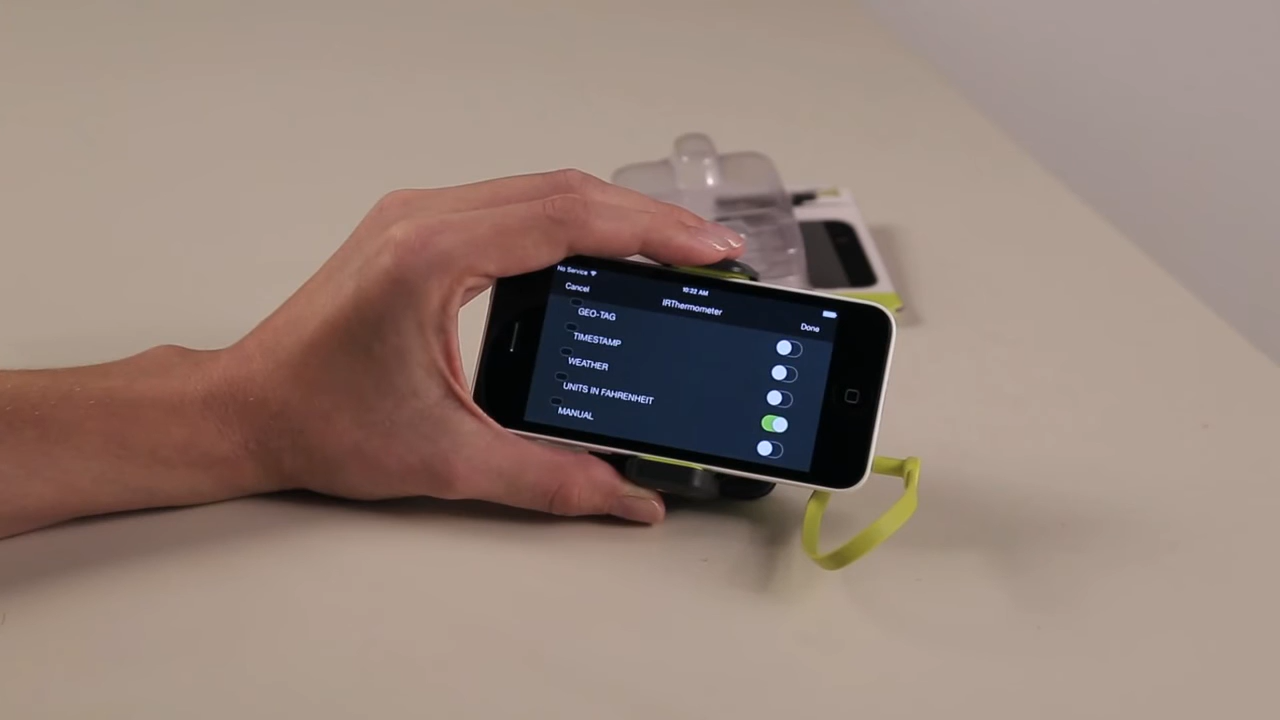 No Service
10:22 AM
Cancel
IRThermometer
Done
GEO-TAG
TIMESTAMP
WEATHER
UNITS IN FAHRENHEIT
MANUAL